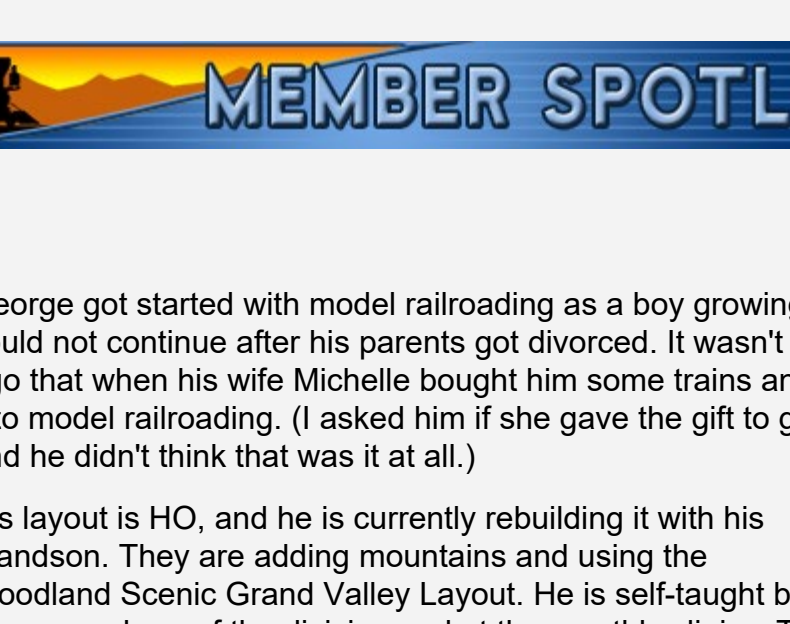 MEMBER SPOTL
eorge got started with model railroading as a boy growing
ould not continue after his parents got divorced. It wasn't
go that when his wife Michelle bought him some trains an
to model railroading. (I asked him if she gave the gift to g
nd he didn't think that was it at all.)
s layout is HO, and he is currently rebuilding it with his
andson. They are adding mountains and using the
oodland Scenic Grand Valley Layout. He is self-taught b